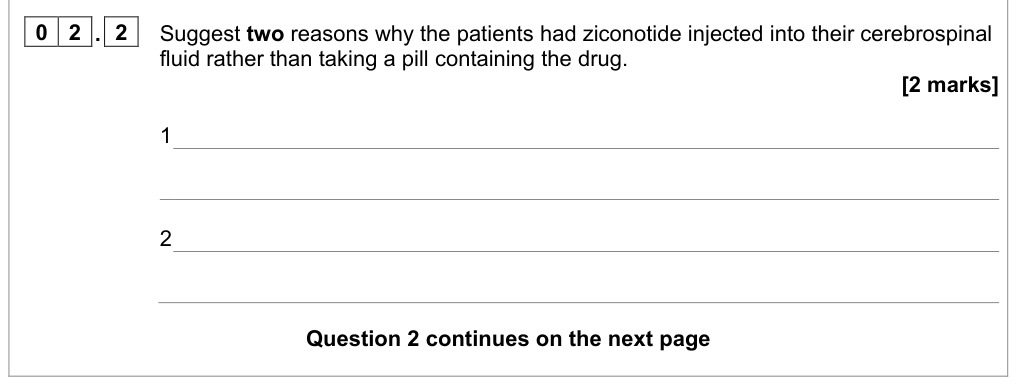 0 2 . 2 Suggest two reasons why the patients had ziconotide injected into their cerebrospinal
fluid rather than taking a pill containing the drug.
[2 marks]
1
2
Question 2 continues on the next page